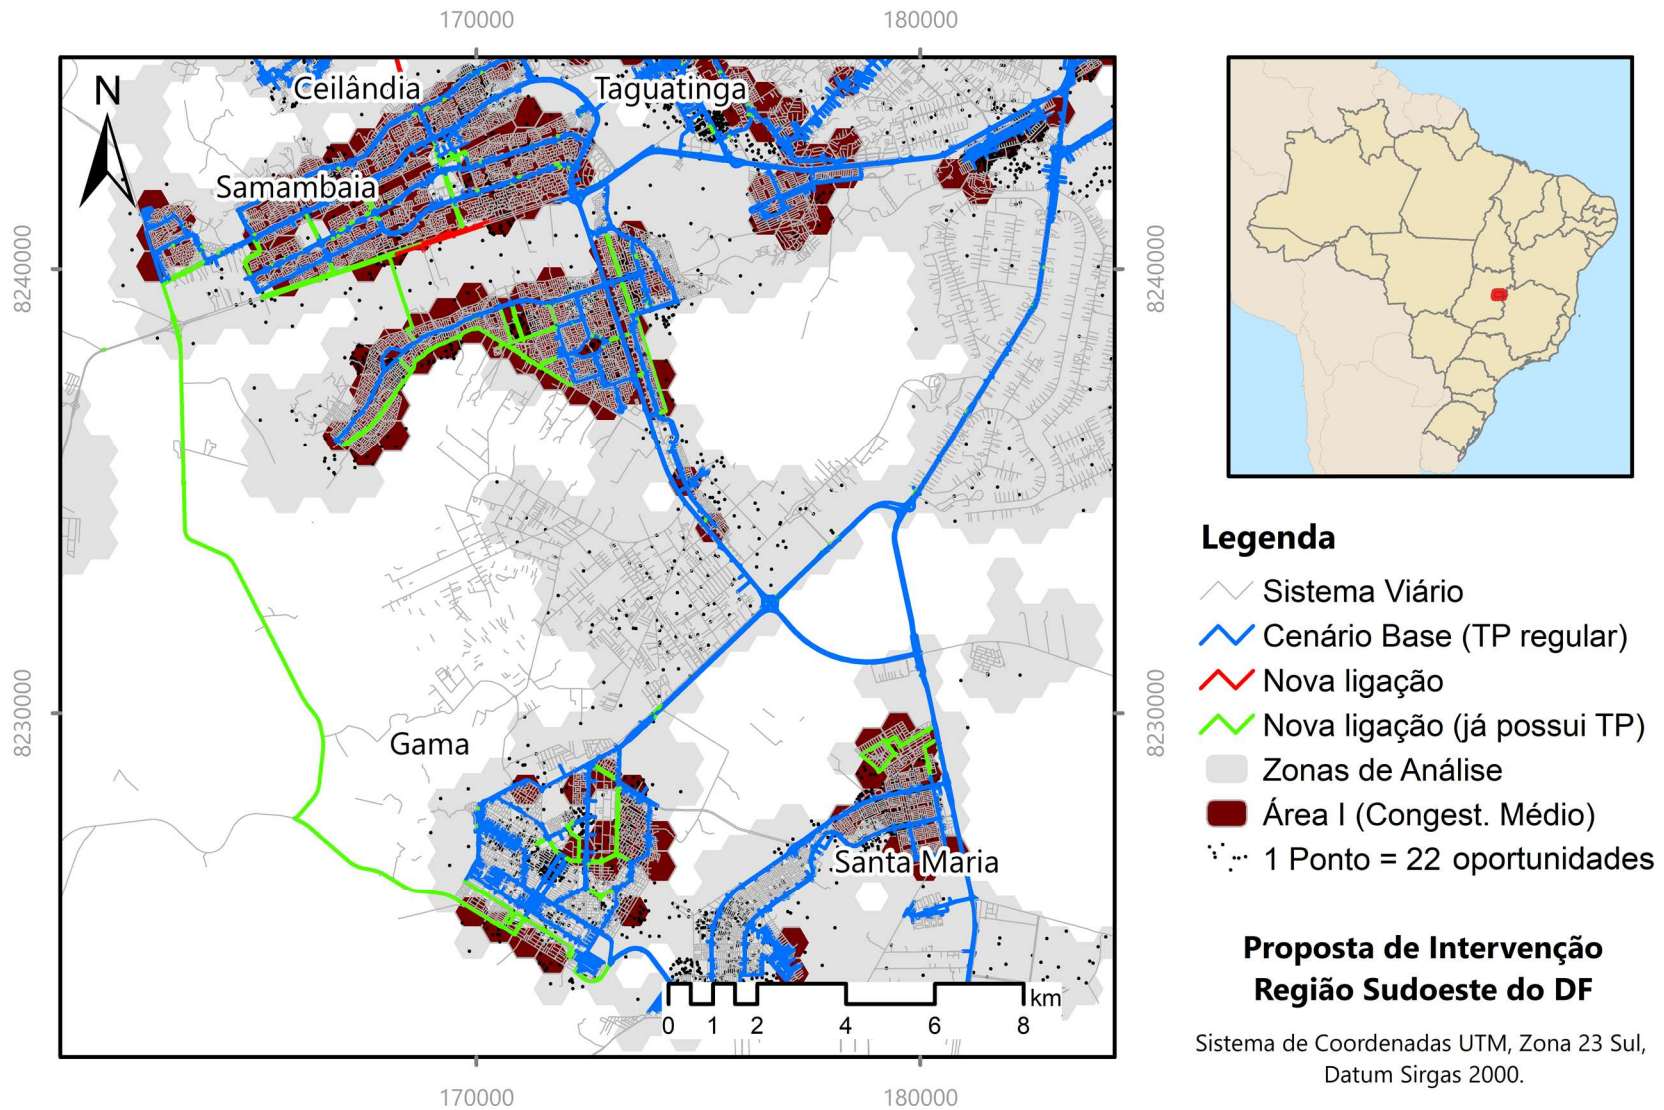 170000
180000
N
Ceilândia
Taguatinga
Samambaia
8240000
8240000
8230000
8230000
Gama
Santa Maria
km
0 1 2 4 6 8
170000
180000
Legenda
Sistema Viário
Cenário Base (TP regular)
Nova ligação
Nova ligação (já possui TP)
Zonas de Análise
Área I (Congest. Médio)
1 Ponto = 22 oportunidades
Proposta de Intervenção
Região Sudoeste do DF
Sistema de Coordenadas UTM, Zona 23 Sul,
Datum Sirgas 2000.